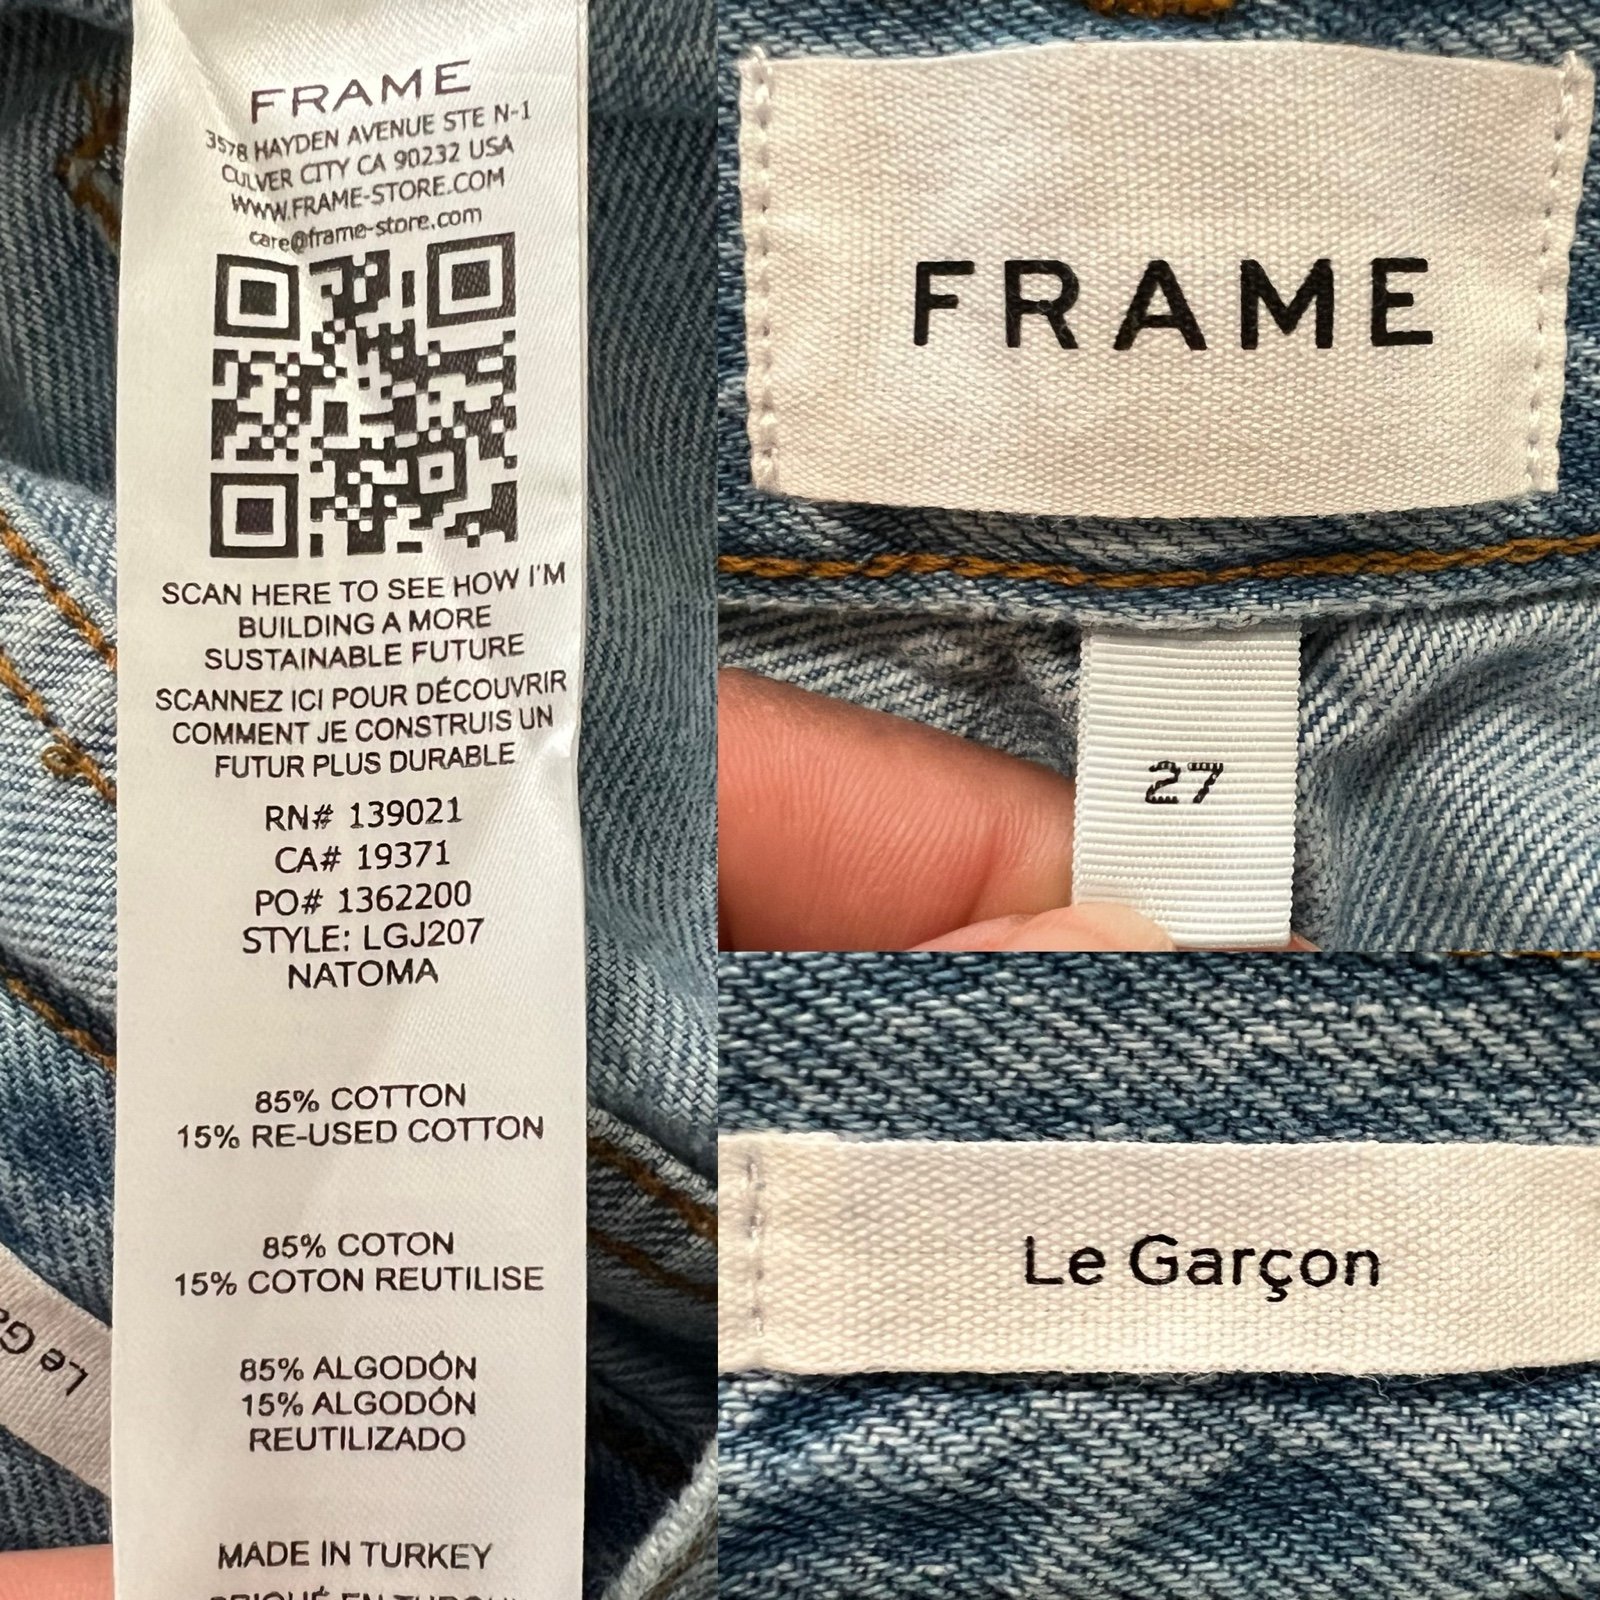 FRAME
3578 HAYDEN AVENUE STE N-1
CULVER CITY CA 90232 USA
WWW.FRAME-STORE.COM
care@frame-store.com
SCAN HERE TO SEE HOW I'M
BUILDING A MORE
SUSTAINABLE FUTURE
SCANNEZ ICI POUR DÉCOUVRIR
COMMENT JE CONSTRUIS UN
FUTUR PLUS DURABLE
RN# 139021
CA# 19371
PO# 1362200
STYLE: LGJ207
NATOMA
85% COTTON
15% RE-USED COTTON
85% COTON
15% COTON REUTILISE
85% ALGODÓN
15% ALGODÓN
REUTILIZADO
MADE IN TURKEY
Le Ga
FRAME
27
Le Garçon